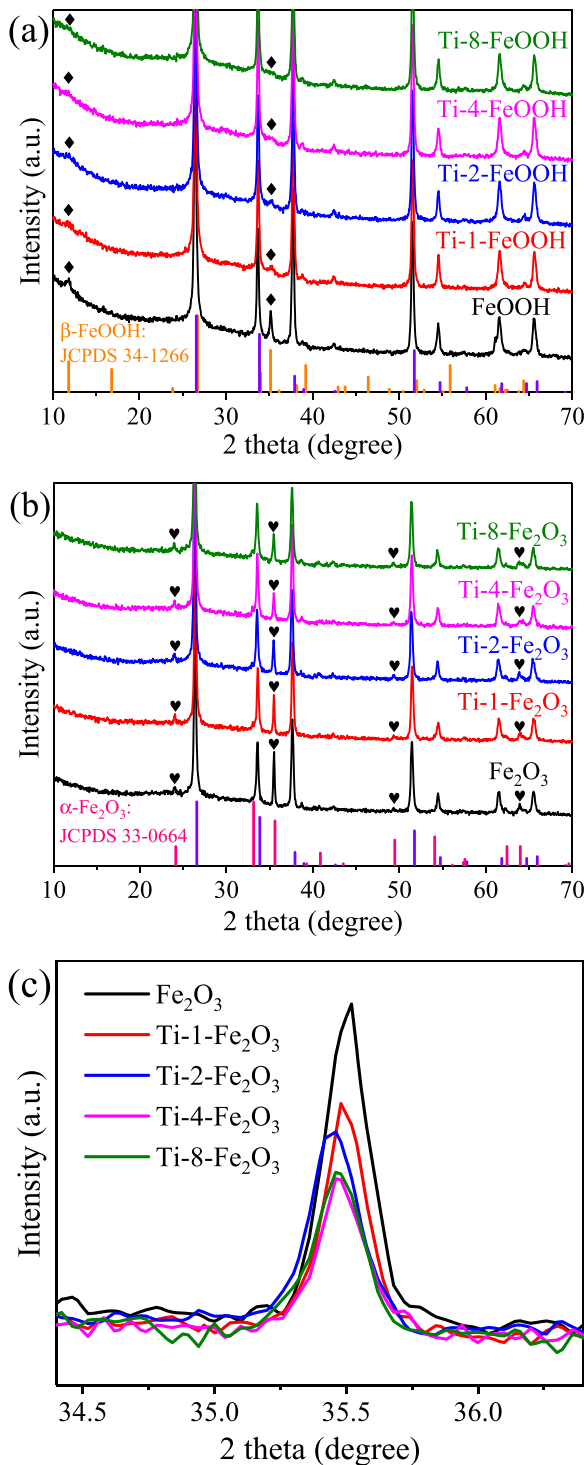 (a)
Ti-8-FeOOH
Ti-4-FeOOH
Ti-2-FeOOH
Ti-1-FeOOH
FeOOH
β-FeOOH:
JCPDS 34-1266
Intensity (a.u.)
10 20 30 40 50 60 70
2 theta (degree)
(b)
Ti-8-Fe₂O₃
Ti-4-Fe₂O₃
Ti-2-Fe₂O₃
Ti-1-Fe₂O₃
Fe₂O₃
α-Fe₂O₃:
JCPDS 33-0664
Intensity (a.u.)
10 20 30 40 50 60 70
2 theta (degree)
(c)
Fe₂O₃
Ti-1-Fe₂O₃
Ti-2-Fe₂O₃
Ti-4-Fe₂O₃
Ti-8-Fe₂O₃
Intensity (a.u.)
34.5 35.0 35.5 36.0
2 theta (degree)